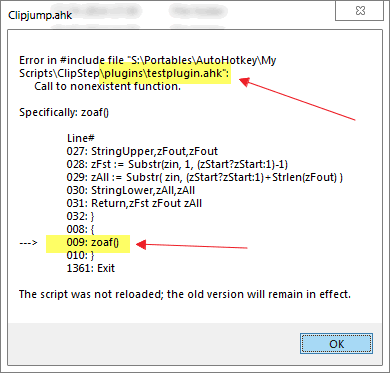 Clipjump.ahk
Error in #include file "S:\Portables\AutoHotkey\My
Scripts\ClipStep\plugins\testplugin.ahk":
Call to nonexistent function.
Specifically: zoaf()
Line#
027: StringUpper,zFout,zFout
028: zFst := Substr(zin, 1, (zStart?zStart:1)-1)
029: zAll := Substr( zin, (zStart?zStart:1)+Strlen(zFout) )
030: StringLower,zAll,zAll
031: Return,zFst zFout zAll
032: }
008: {
---> 009: zoaf()
010: }
1361: Exit
The script was not reloaded; the old version will remain in effect.
OK